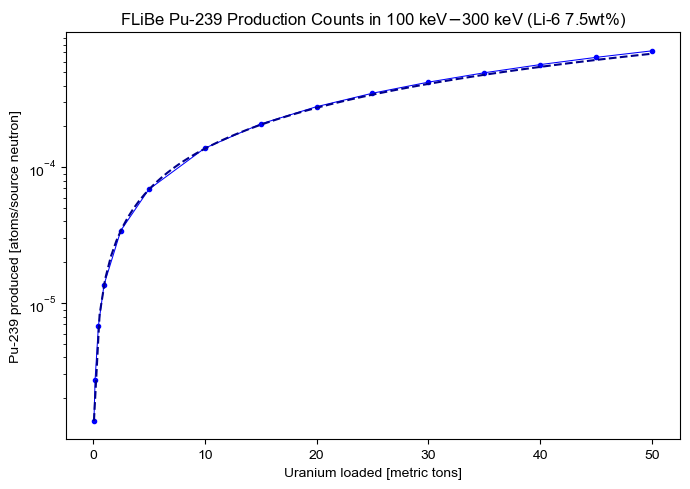 FLiBe Pu-239 Production Counts in 100 keV−300 keV (Li-6 7.5wt%)
Pu-239 produced [atoms/source neutron]
10⁻⁴
10⁻⁵
0 10 20 30 40 50
Uranium loaded [metric tons]